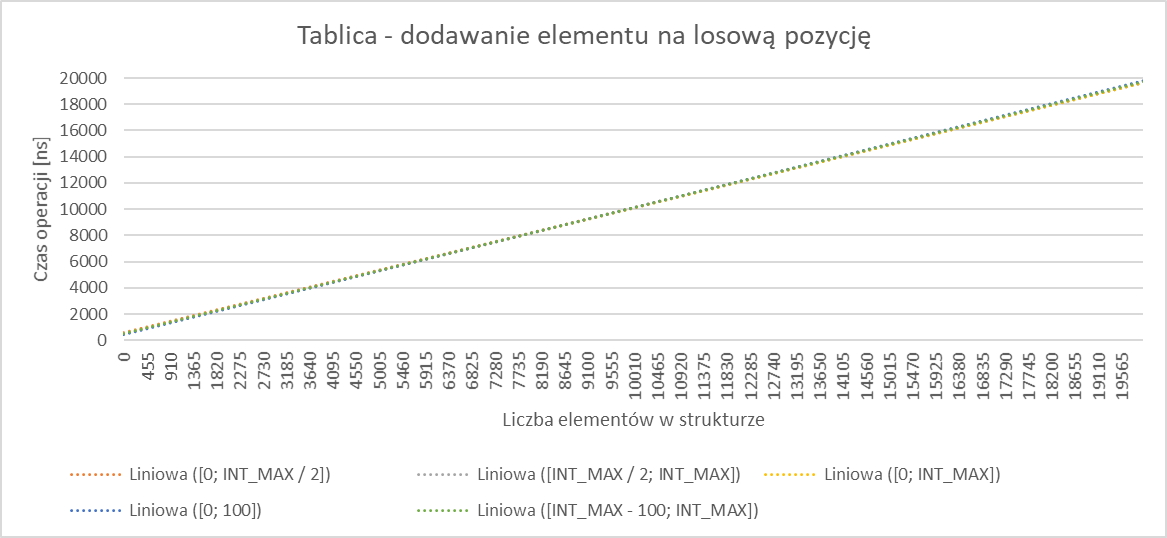 Tablica - dodawanie elementu na losową pozycję
Czas operacji [ns]
20000
18000
16000
14000
12000
10000
8000
6000
4000
2000
0
0 455 910 1365 1820 2275 2730 3185 3640 4095 4550 5005 5460 5915 6370 6825 7280 7735 8190 8645 9100 9555 10010 10465 10920 11375 11830 12285 12740 13195 13650 14105 14560 15015 15470 15925 16380 16835 17290 17745 18200 18655 19110 19565
Liczba elementów w strukturze
Liniowa ([0; INT_MAX / 2]) Liniowa ([INT_MAX / 2; INT_MAX]) Liniowa ([0; INT_MAX])
Liniowa ([0; 100]) Liniowa ([INT_MAX - 100; INT_MAX])